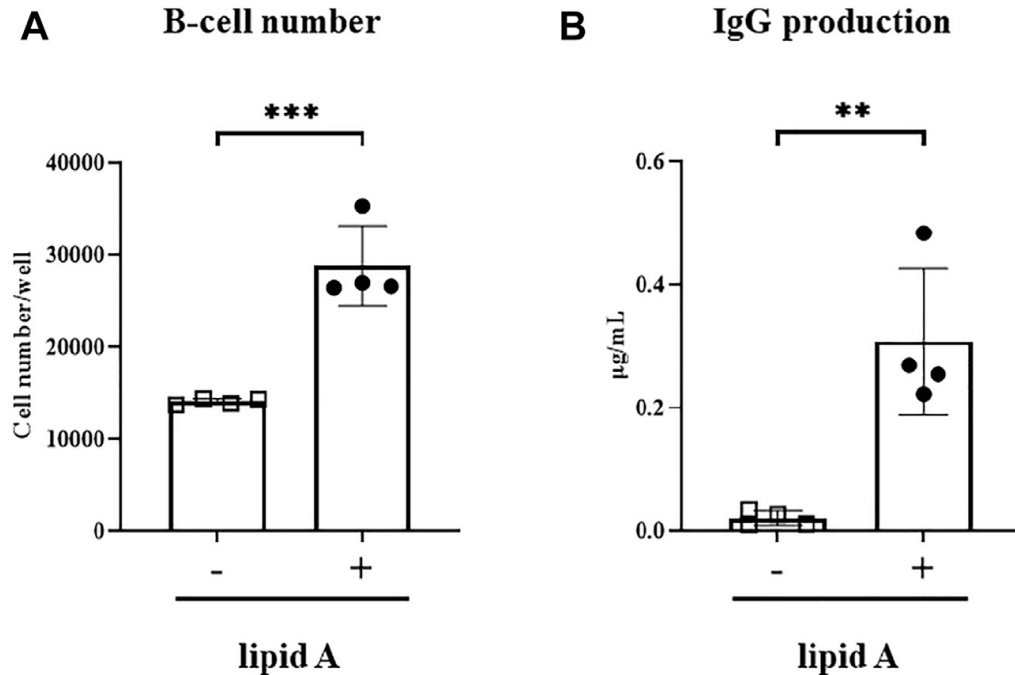 A
B-cell number
***
40000
30000
20000
10000
0
Cell number/well
-
+
lipid A
B
IgG production
**
0.6
0.4
0.2
0.0
µg/mL
-
+
lipid A